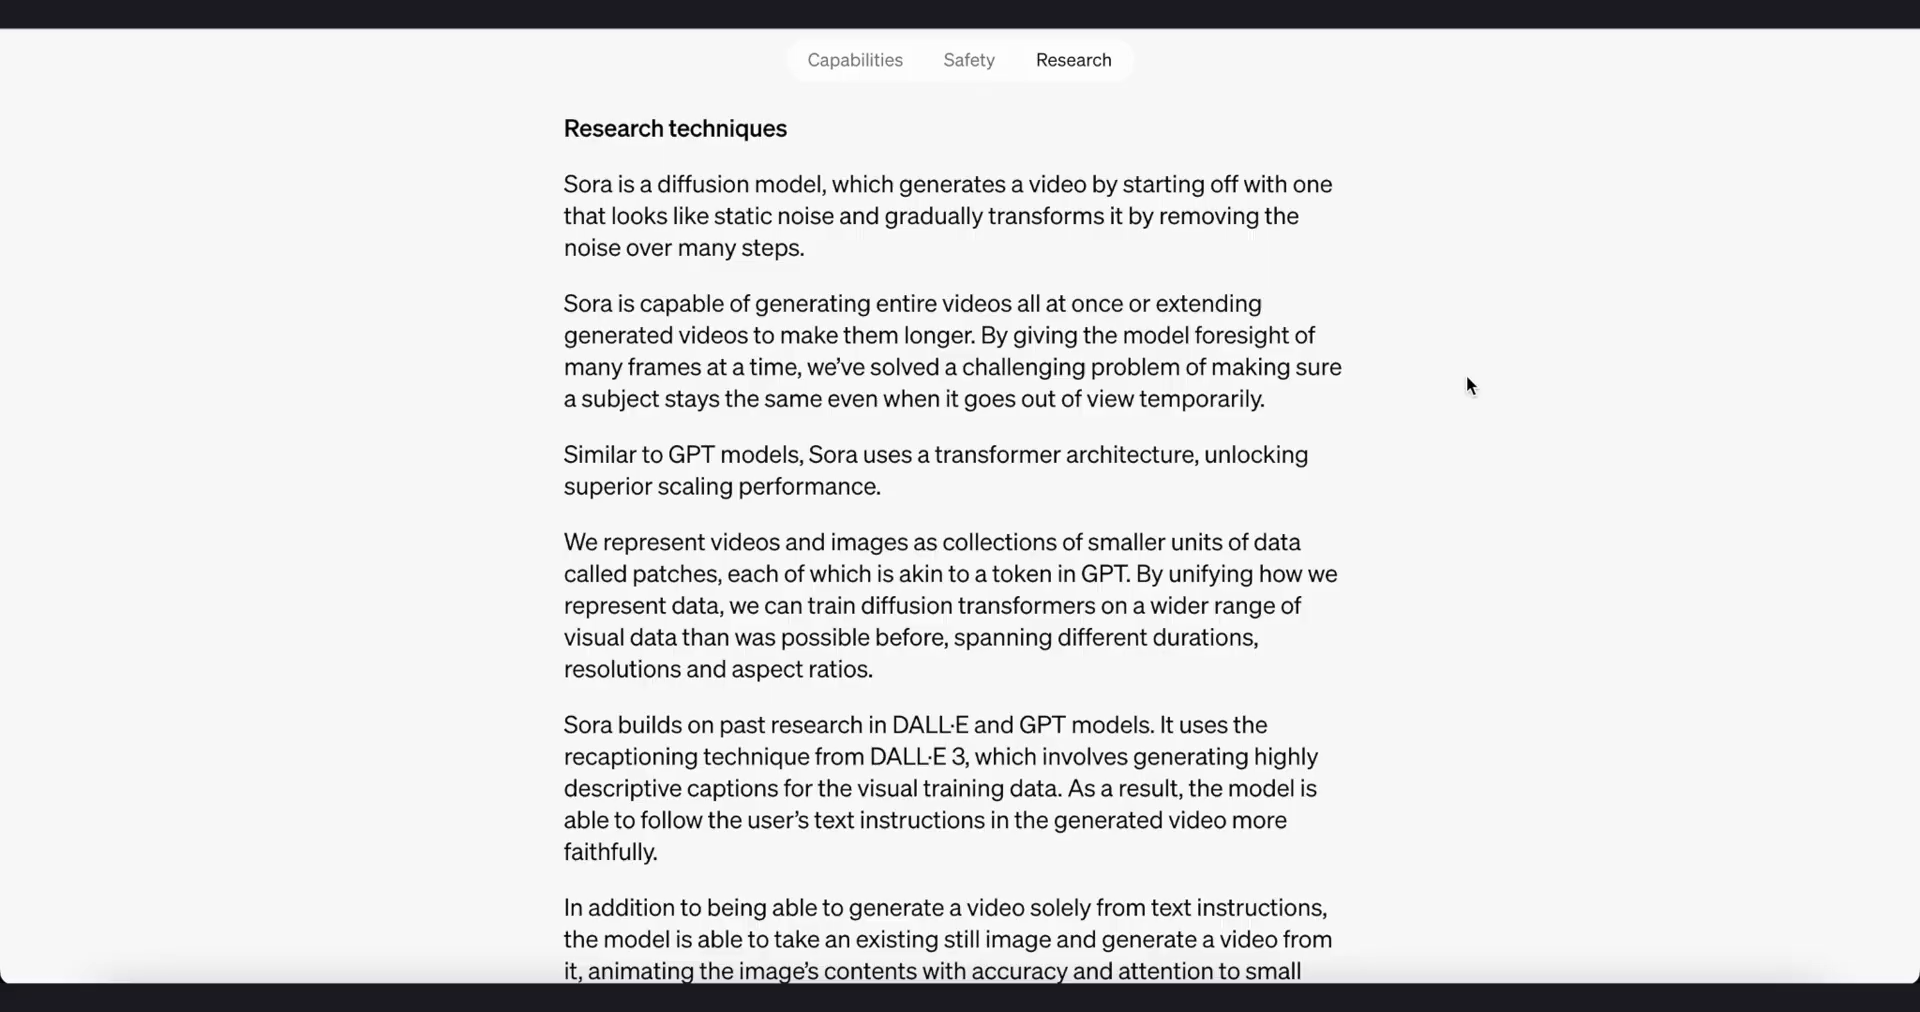 Capabilities Safety Research
Research techniques
Sora is a diffusion model, which generates a video by starting off with one
that looks like static noise and gradually transforms it by removing the
noise over many steps.
Sora is capable of generating entire videos all at once or extending
generated videos to make them longer. By giving the model foresight of
many frames at a time, we’ve solved a challenging problem of making sure
a subject stays the same even when it goes out of view temporarily.
Similar to GPT models, Sora uses a transformer architecture, unlocking
superior scaling performance.
We represent videos and images as collections of smaller units of data
called patches, each of which is akin to a token in GPT. By unifying how we
represent data, we can train diffusion transformers on a wider range of
visual data than was possible before, spanning different durations,
resolutions and aspect ratios.
Sora builds on past research in DALL·E and GPT models. It uses the
recaptioning technique from DALL·E 3, which involves generating highly
descriptive captions for the visual training data. As a result, the model is
able to follow the user’s text instructions in the generated video more
faithfully.
In addition to being able to generate a video solely from text instructions,
the model is able to take an existing still image and generate a video from
it, animating the image’s contents with accuracy and attention to small